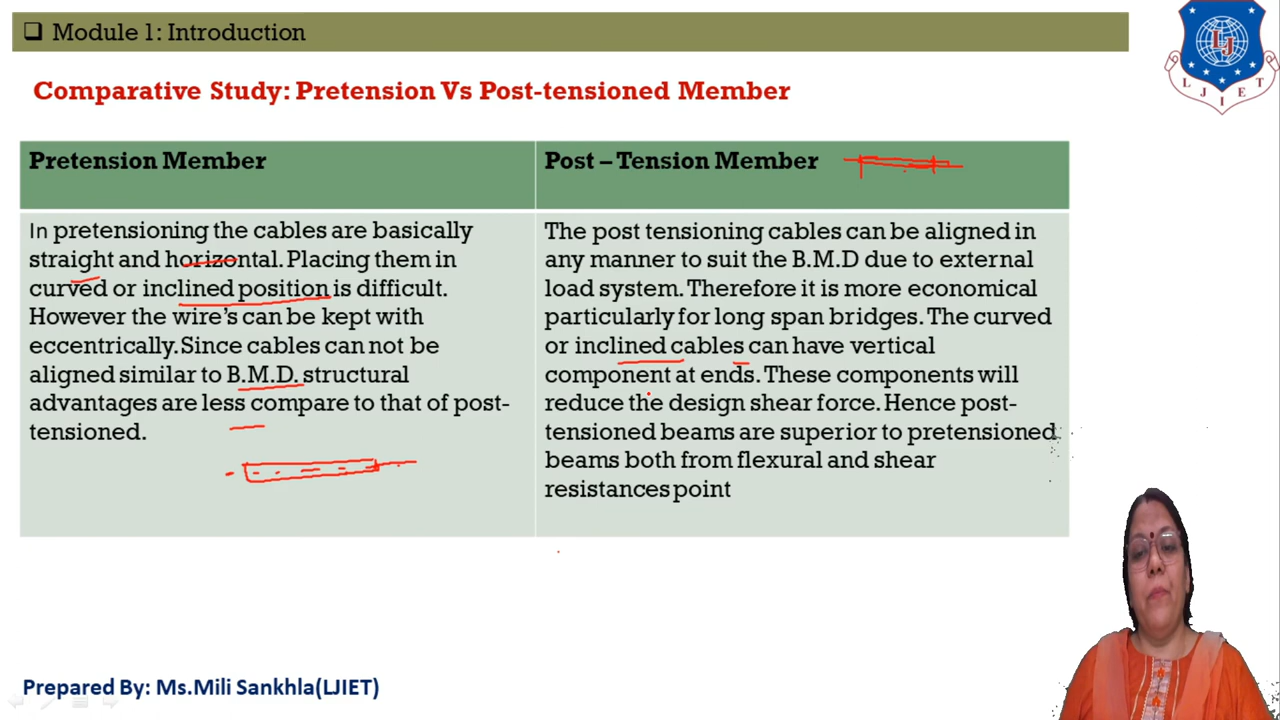 Module 1: Introduction
LJ
L J I E T
Comparative Study: Pretension Vs Post-tensioned Member
Pretension Member
In pretensioning the cables are basically
straight and horizontal. Placing them in
curved or inclined position is difficult.
However the wire's can be kept with
eccentrically.Since cables can not be
aligned similar to B.M.D. structural
advantages are less compare to that of post-
tensioned.
Post – Tension Member
The post tensioning cables can be aligned in
any manner to suit the B.M.D due to external
load system. Therefore it is more economical
particularly for long span bridges. The curved
or inclined cables can have vertical
component at ends. These components will
reduce the design shear force. Hence post-
tensioned beams are superior to pretensioned
beams both from flexural and shear
resistances point
Prepared By: Ms.Mili Sankhla(LJIET)